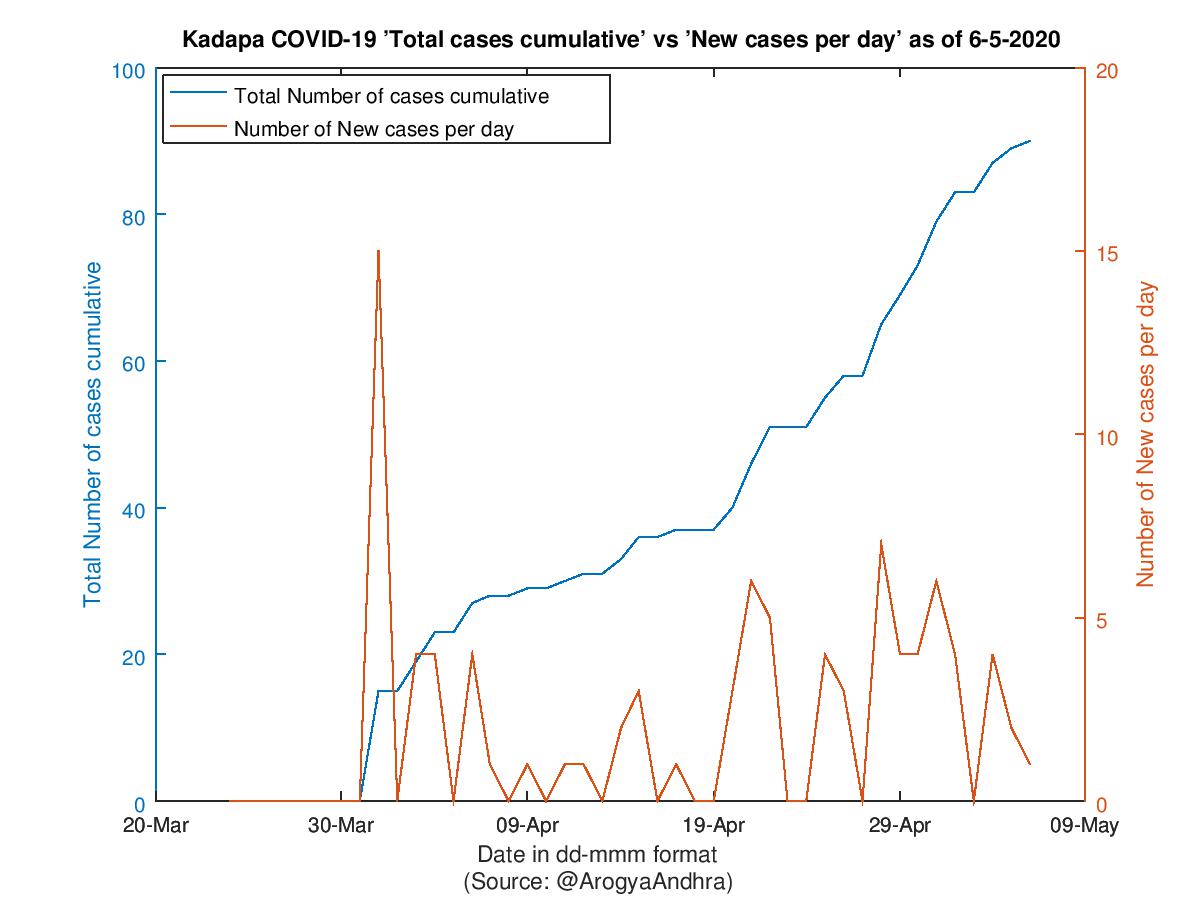 Kadapa COVID-19 ’Total cases cumulative’ vs ’New cases per day’ as of 6-5-2020
Total Number of cases cumulative
Number of New cases per day
100
80
60
40
20
0
Total Number of cases cumulative
20
15
10
5
0
Number of New cases per day
20-Mar 30-Mar 09-Apr 19-Apr 29-Apr 09-May
Date in dd-mmm format
(Source: @ArogyaAndhra)